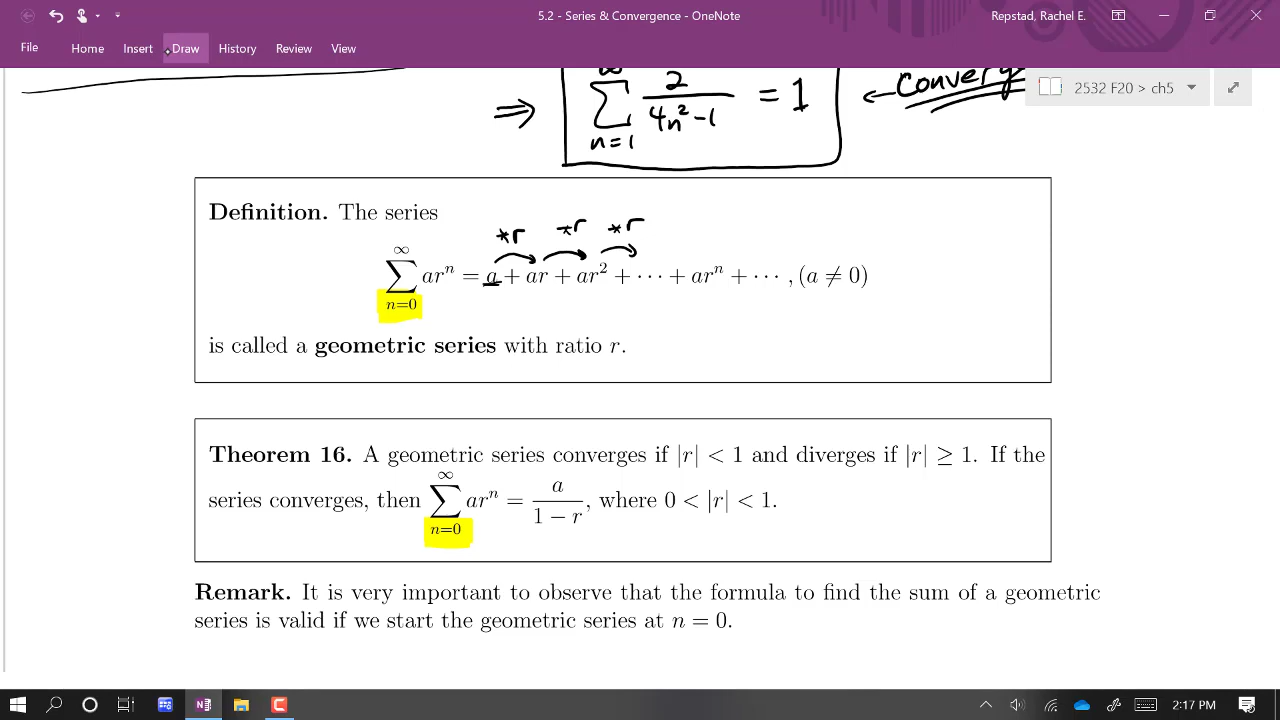 5.2 - Series & Convergence - OneNote
Repstad, Rachel E.
File Home Insert Draw History Review View
2532 F20 > ch5
⇒ ∞ ∑ n=1 2/(4n²-1) = 1 ←
Definition. The series
*r *r *r
∞ ∑ n=0 arⁿ = a + ar + ar² + ⋯ + arⁿ + ⋯ , (a ≠ 0)
is called a geometric series with ratio r.
Theorem 16. A geometric series converges if |r| < 1 and diverges if |r| ≥ 1. If the
series converges, then ∞ ∑ n=0 arⁿ = a/(1 − r), where 0 < |r| < 1.
Remark. It is very important to observe that the formula to find the sum of a geometric
series is valid if we start the geometric series at n = 0.
2:17 PM